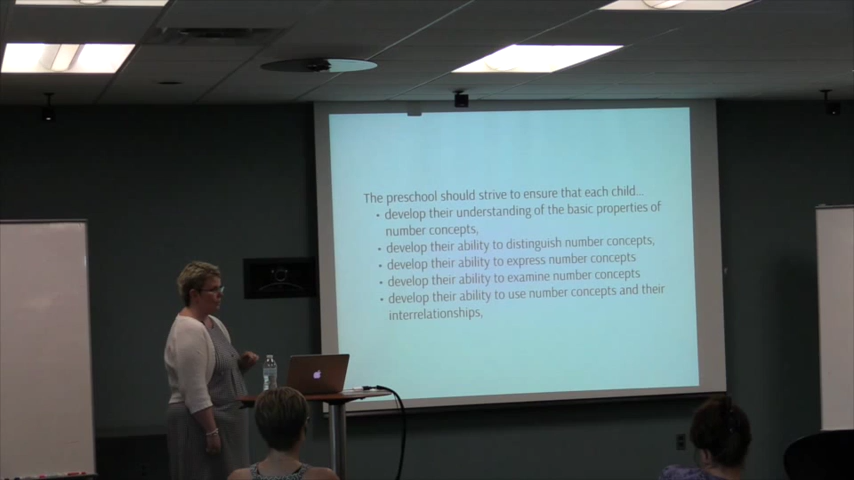 The preschool should strive to ensure that each child...
• develop their understanding of the basic properties of
number concepts,
• develop their ability to distinguish number concepts,
• develop their ability to express number concepts
• develop their ability to examine number concepts
• develop their ability to use number concepts and their
interrelationships,